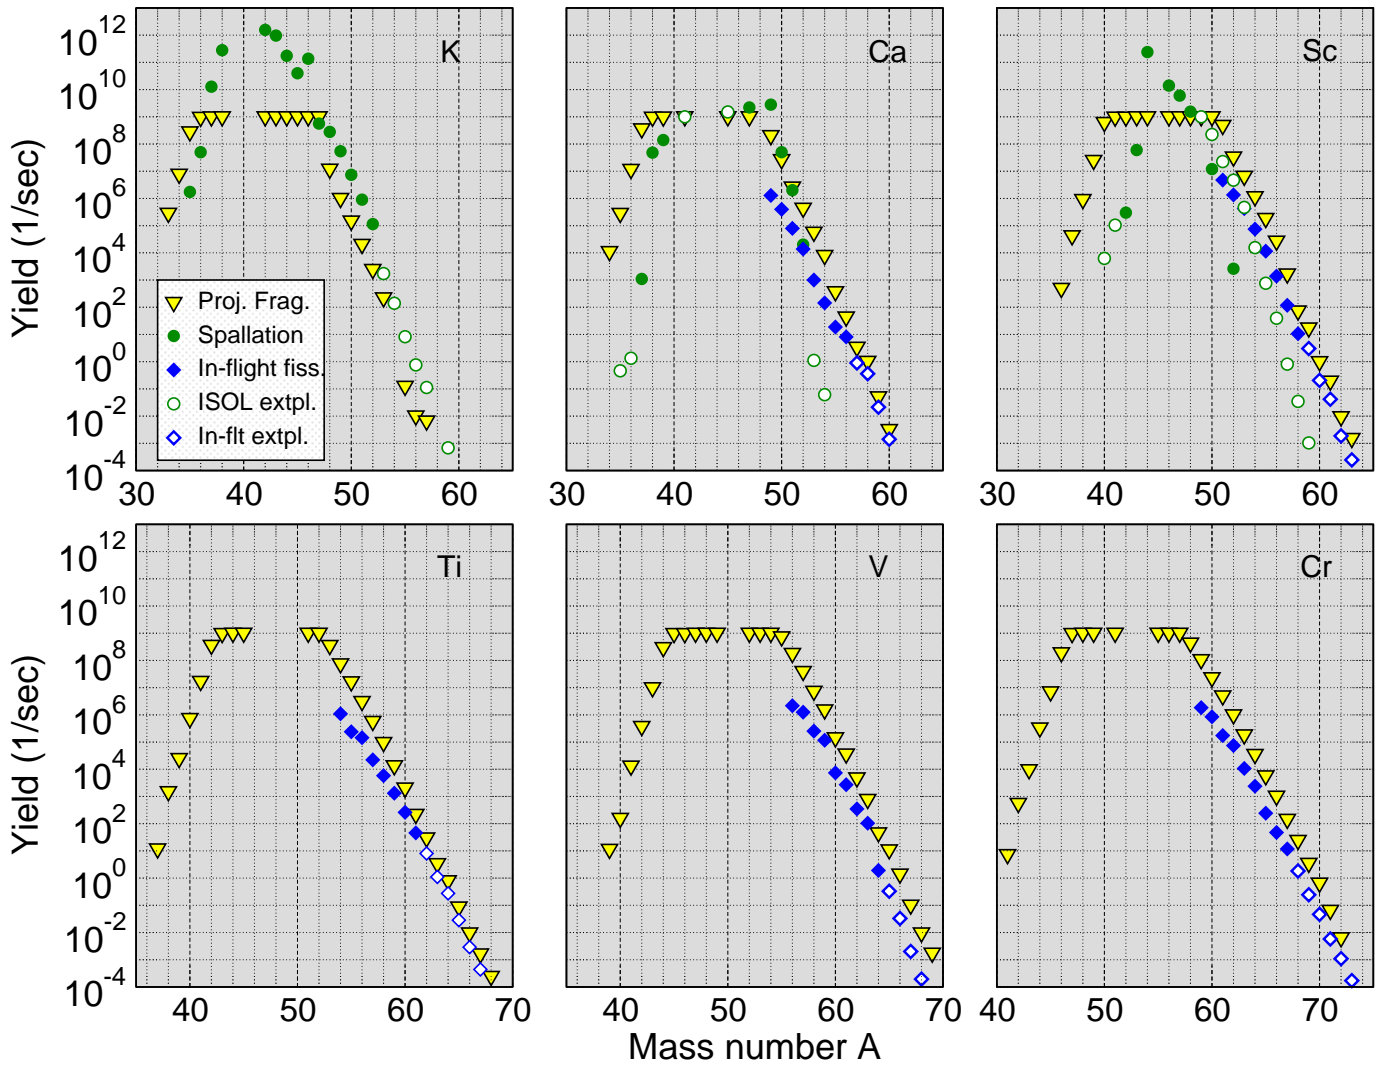 Yield (1/sec)
10^12
10^10
10^8
10^6
10^4
10^2
10^0
10^-2
10^-4
K
Proj. Frag.
Spallation
In-flight fiss.
ISOL extpl.
In-flt extpl.
30 40 50 60
Ca
30 40 50 60
Sc
30 40 50 60
Yield (1/sec)
10^12
10^10
10^8
10^6
10^4
10^2
10^0
10^-2
10^-4
Ti
40 50 60 70
V
40 50 60 70
Cr
40 50 60 70
Mass number A